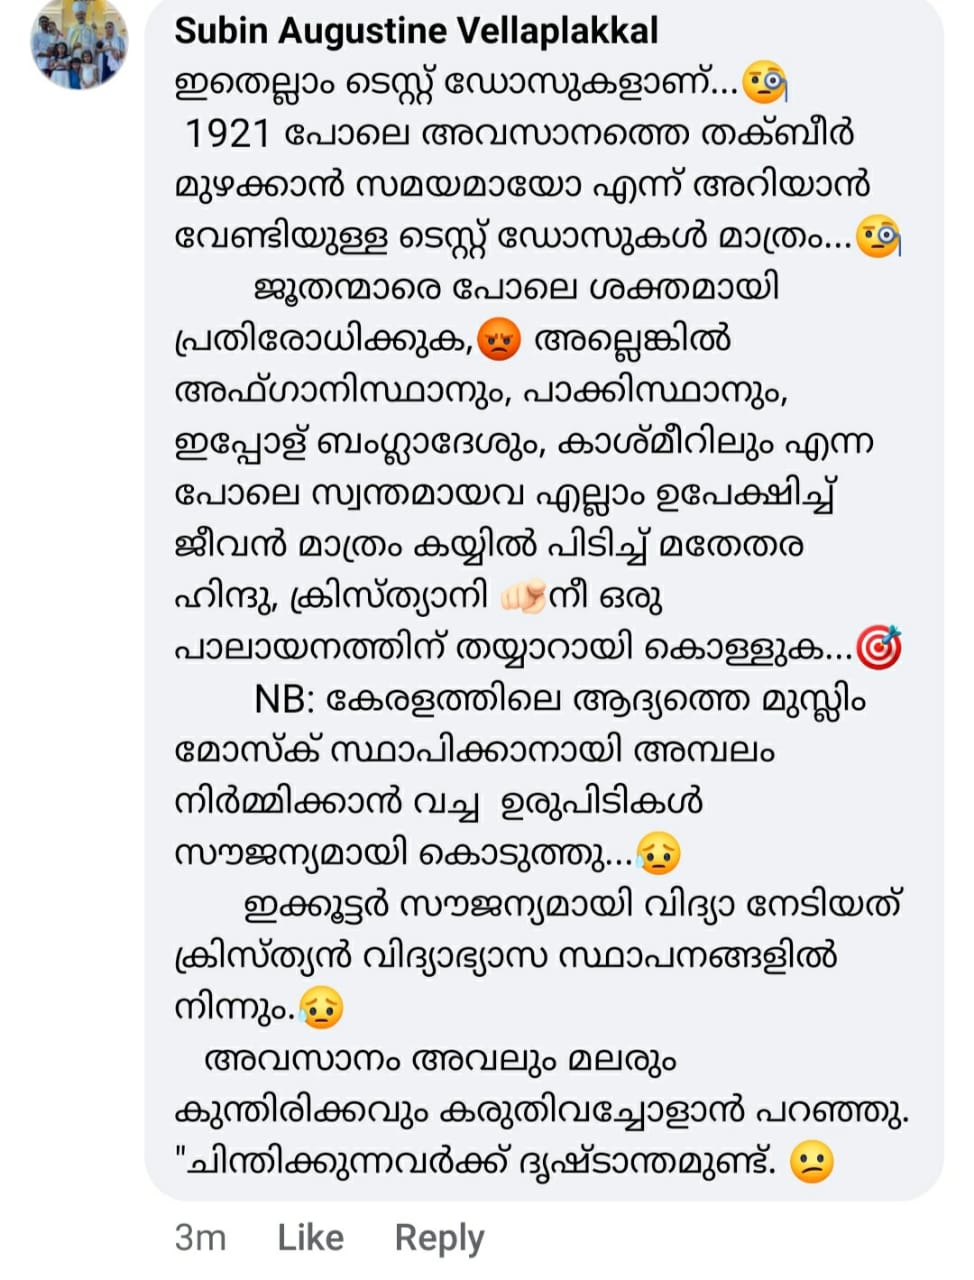 Subin Augustine Vellaplakkal
ഇതെല്ലാം ടെസ്റ്റ് ഡോസുകളാണ്...🧐
1921 പോലെ അവസാനത്തെ തക്ബീർ
മുഴക്കാൻ സമയമായോ എന്ന് അറിയാൻ
വേണ്ടിയുള്ള ടെസ്റ്റ് ഡോസുകൾ മാത്രം...🧐
ജൂതന്മാരെ പോലെ ശക്തമായി
പ്രതിരോധിക്കുക,😡 അല്ലെങ്കിൽ
അഫ്ഗാനിസ്ഥാനും, പാക്കിസ്ഥാനും,
ഇപ്പോള് ബംഗ്ലാദേശും, കാശ്മീറിലും എന്ന
പോലെ സ്വന്തമായവ എല്ലാം ഉപേക്ഷിച്ച്
ജീവൻ മാത്രം കയ്യിൽ പിടിച്ച് മതേതര
ഹിന്ദു, ക്രിസ്ത്യാനി 🫵🏻നീ ഒരു
പാലായനത്തിന് തയ്യാറായി കൊള്ളുക...🎯
NB: കേരളത്തിലെ ആദ്യത്തെ മുസ്ലിം
മോസ്ക് സ്ഥാപിക്കാനായി അമ്പലം
നിർമ്മിക്കാൻ വച്ച ഉരുപിടികൾ
സൗജന്യമായി കൊടുത്തു...😥
ഇക്കൂട്ടർ സൗജന്യമായി വിദ്യാ നേടിയത്
ക്രിസ്ത്യൻ വിദ്യാഭ്യാസ സ്ഥാപനങ്ങളിൽ
നിന്നും.😥
അവസാനം അവലും മലരും
കുന്തിരിക്കവും കരുതിവച്ചോളാൻ പറഞ്ഞു.
"ചിന്തിക്കുന്നവർക്ക് ദൃഷ്ടാന്തമുണ്ട്. 😕
3m Like Reply